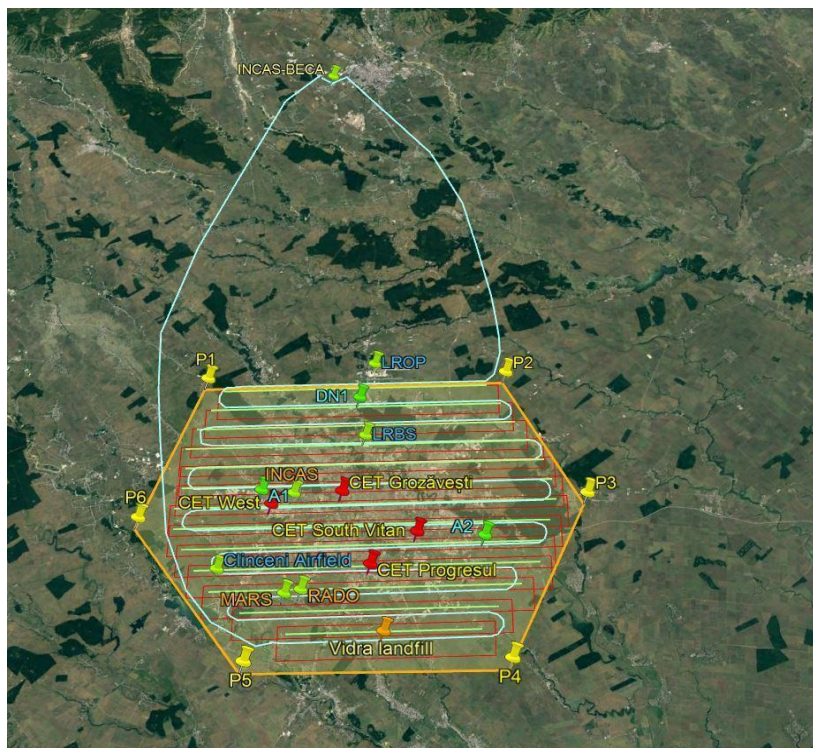 INCAS-BECA
P1
LROP
P2
DN1
LRBS
INCAS
CET Grozăvești
P3
CET West
A1
P6
CET South Vitan
A2
Clinceni Airfield
CET Progresul
MARS
RADO
Vidra landfill
P5
P4